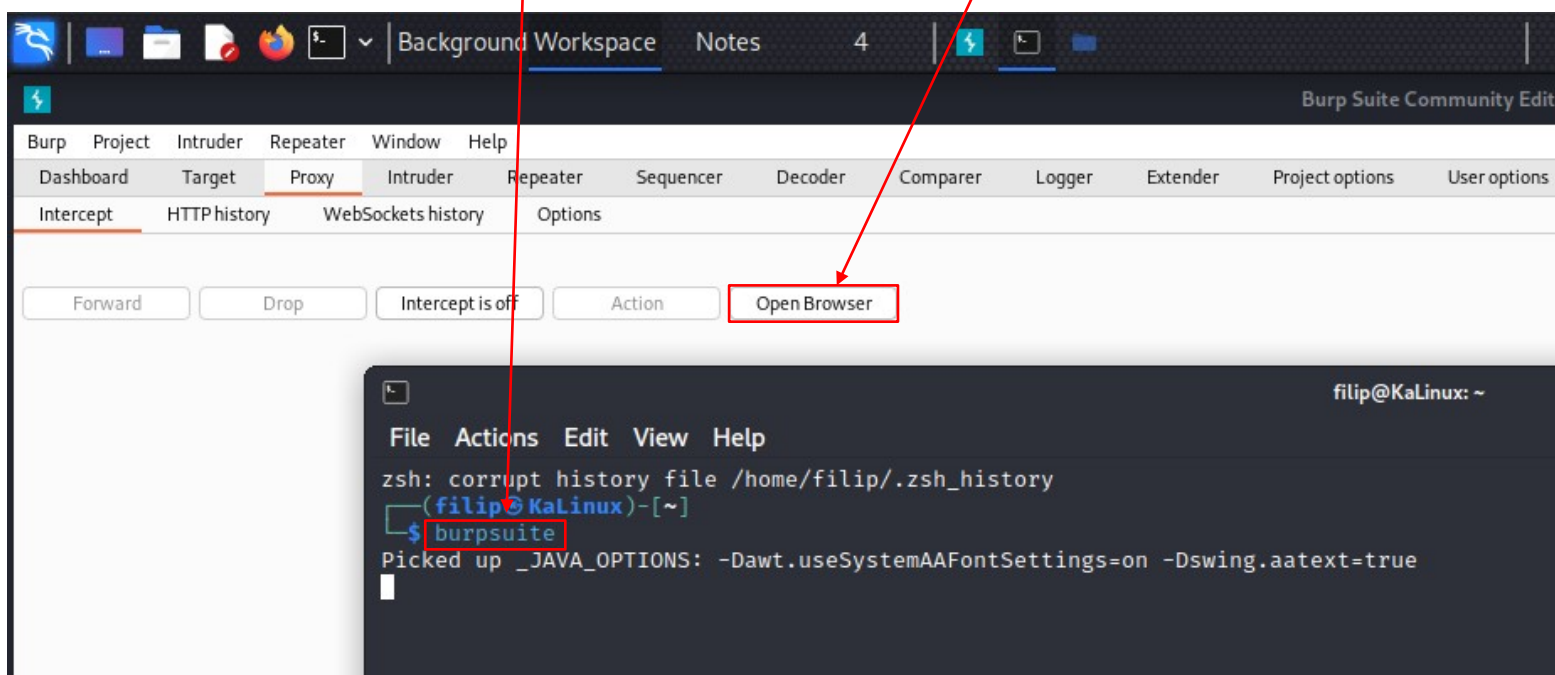 Background Workspace Notes 4
Burp Suite Community Edit
Burp Project Intruder Repeater Window Help
Dashboard Target Proxy Intruder Repeater Sequencer Decoder Comparer Logger Extender Project options User options
Intercept HTTP history WebSockets history Options
Forward Drop Intercept is off Action Open Browser
filip@KaLinux: ~
File Actions Edit View Help
zsh: corrupt history file /home/filip/.zsh_history
┌──(filip㉿KaLinux)-[~]
└─$ burpsuite
Picked up _JAVA_OPTIONS: -Dawt.useSystemAAFontSettings=on -Dswing.aatext=true